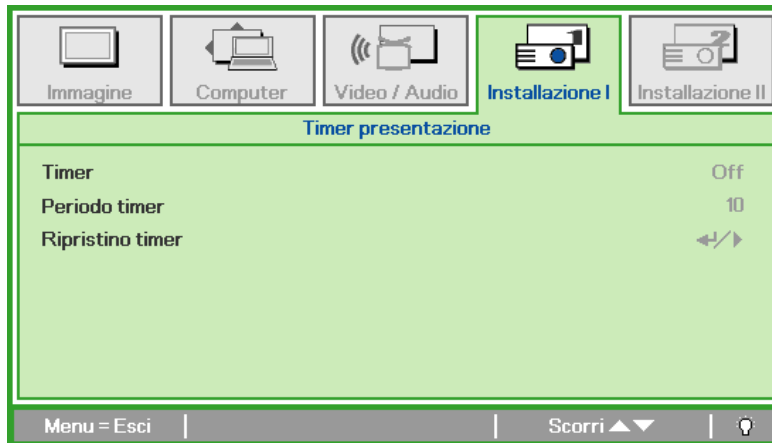 Immagine
Computer
Video / Audio
Installazione I
Installazione II
Timer presentazione
Timer Off
Periodo timer 10
Ripristino timer
Menu = Esci
Scorri